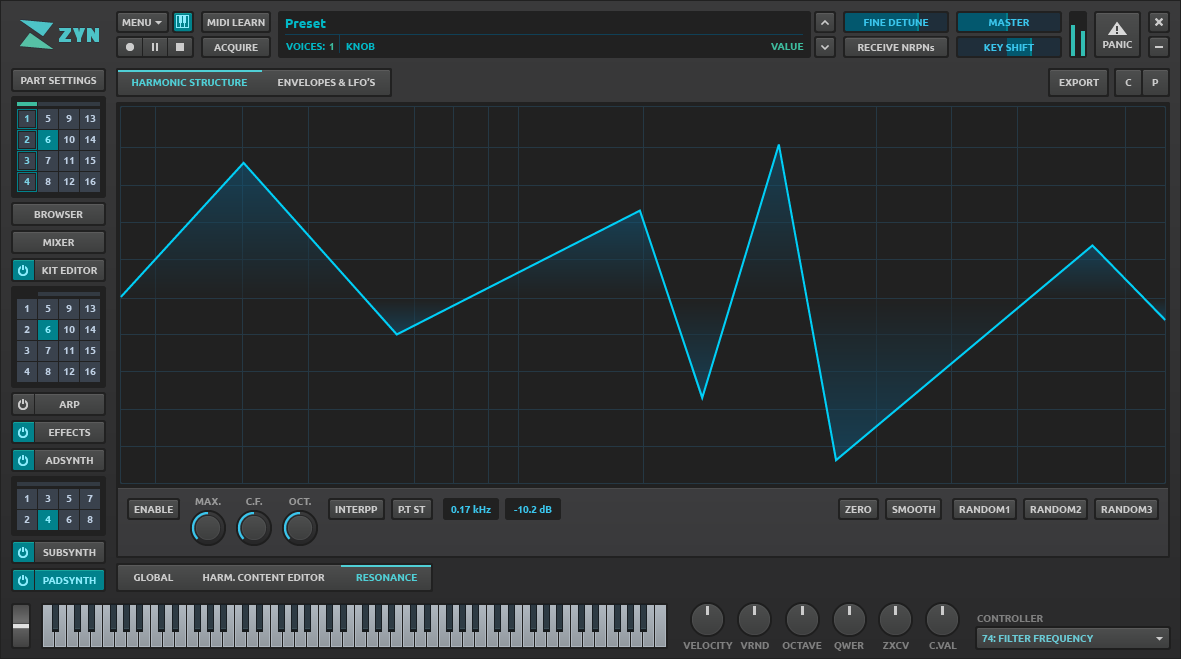 ZYN
MENU
MIDI LEARN
ACQUIRE
Preset
VOICES: 1 KNOB VALUE
FINE DETUNE
MASTER
RECEIVE NRPNs
KEY SHIFT
PANIC
PART SETTINGS
HARMONIC STRUCTURE
ENVELOPES & LFO'S
EXPORT
C
P
1 5 9 13
2 6 10 14
3 7 11 15
4 8 12 16
BROWSER
MIXER
KIT EDITOR
1 5 9 13
2 6 10 14
3 7 11 15
4 8 12 16
ARP
EFFECTS
ADSYNTH
1 3 5 7
2 4 6 8
SUBSYNTH
PADSYNTH
ENABLE
MAX.
C.F.
OCT.
INTERPP
P.T ST
0.17 kHz
-10.2 dB
ZERO
SMOOTH
RANDOM1
RANDOM2
RANDOM3
GLOBAL
HARM. CONTENT EDITOR
RESONANCE
VELOCITY
VRND
OCTAVE
QWER
ZXCV
C.VAL
CONTROLLER
74: FILTER FREQUENCY